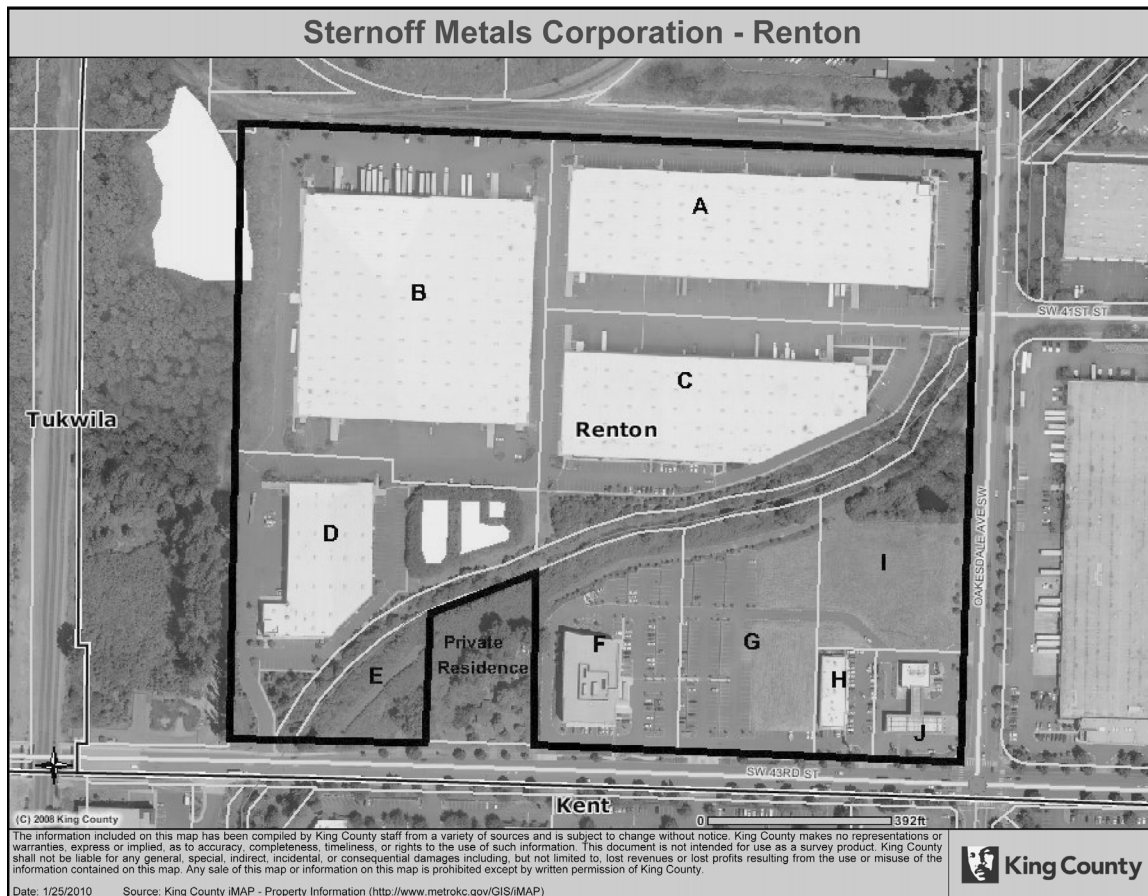 Sternoff Metals Corporation - Renton
A
B
SW 41ST ST
C
Tukwila
Renton
OAKESDALE AVE SW
D
I
Private
Residence
F
G
E
H
J
SW 43RD ST
Kent
(C) 2008 King County
0 392ft
The information included on this map has been compiled by King County staff from a variety of sources and is subject to change without notice. King County makes no representations or
warranties, express or implied, as to accuracy, completeness, timeliness, or rights to the use of such information. This document is not intended for use as a survey product. King County
shall not be liable for any general, special, indirect, incidental, or consequential damages including, but not limited to, lost revenues or lost profits resulting from the use or misuse of the
information contained on this map. Any sale of this map or information on this map is prohibited except by written permission of King County.
King County
Date: 1/25/2010 Source: King County iMAP - Property Information (http://www.metrokc.gov/GIS/iMAP)